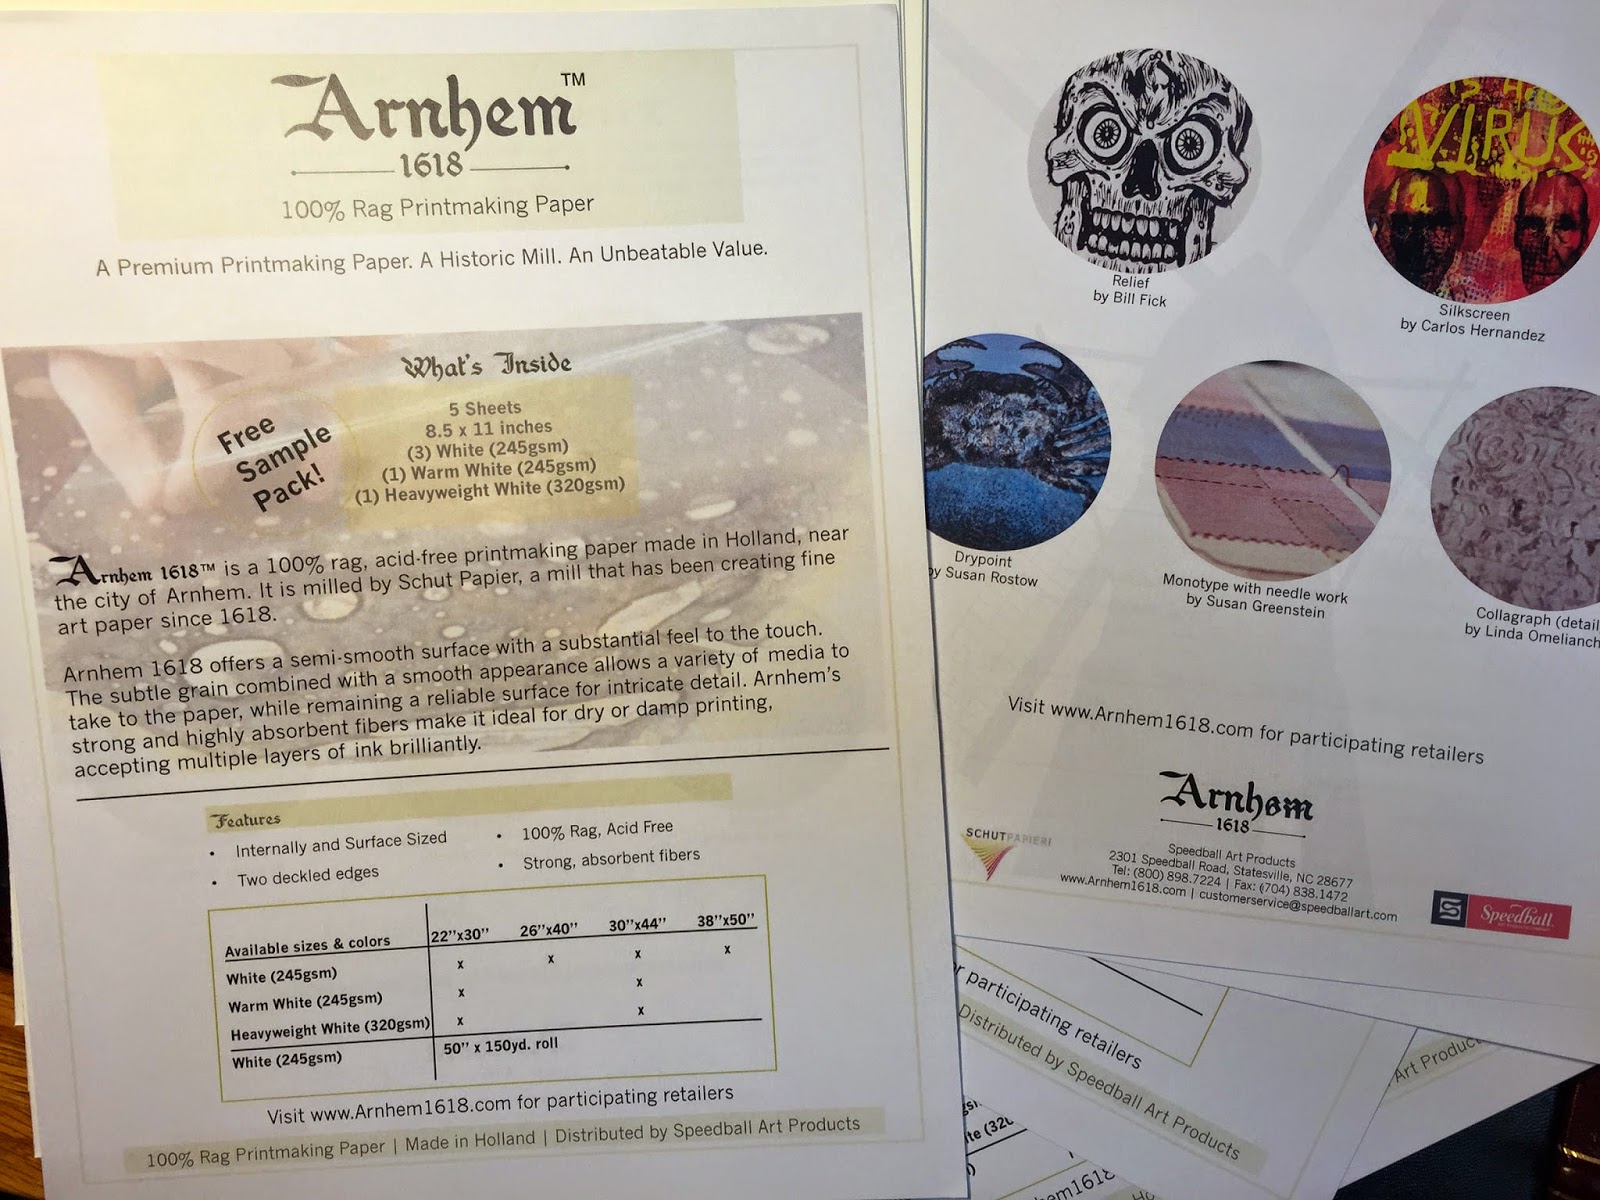 Arnhem™
1618
100% Rag Printmaking Paper
A Premium Printmaking Paper. A Historic Mill. An Unbeatable Value.
What's Inside
Free
Sample
Pack!
5 Sheets
8.5 x 11 inches
(3) White (245gsm)
(1) Warm White (245gsm)
(1) Heavyweight White (320gsm)
Arnhem 1618™ is a 100% rag, acid-free printmaking paper made in Holland, near
the city of Arnhem. It is milled by Schut Papier, a mill that has been creating fine
art paper since 1618.
Arnhem 1618 offers a semi-smooth surface with a substantial feel to the touch.
The subtle grain combined with a smooth appearance allows a variety of media to
take to the paper, while remaining a reliable surface for intricate detail. Arnhem's
strong and highly absorbent fibers make it ideal for dry or damp printing,
accepting multiple layers of ink brilliantly.
Features
• Internally and Surface Sized
• Two deckled edges
• 100% Rag, Acid Free
• Strong, absorbent fibers
Available sizes & colors 22"x30" 26"x40" 30"x44" 38"x50"
White (245gsm) x x x x
Warm White (245gsm) x x
Heavyweight White (320gsm) x x
White (245gsm) 50" x 150yd. roll
Visit www.Arnhem1618.com for participating retailers
100% Rag Printmaking Paper | Made in Holland | Distributed by Speedball Art Products
VIRUS
Relief
by Bill Fick
Silkscreen
by Carlos Hernandez
Drypoint
by Susan Rostow
Monotype with needle work
by Susan Greenstein
Collagraph (detail
by Linda Omelianch
Visit www.Arnhem1618.com for participating retailers
Arnhem
1618
SCHUTPAPIER
Speedball Art Products
2301 Speedball Road, Statesville, NC 28677
Tel: (800) 898.7224 | Fax: (704) 838.1472
www.Arnhem1618.com | customerservice@speedballart.com
Speedball
or participating retailers
Distributed by Speedball Art Products
Art Produc